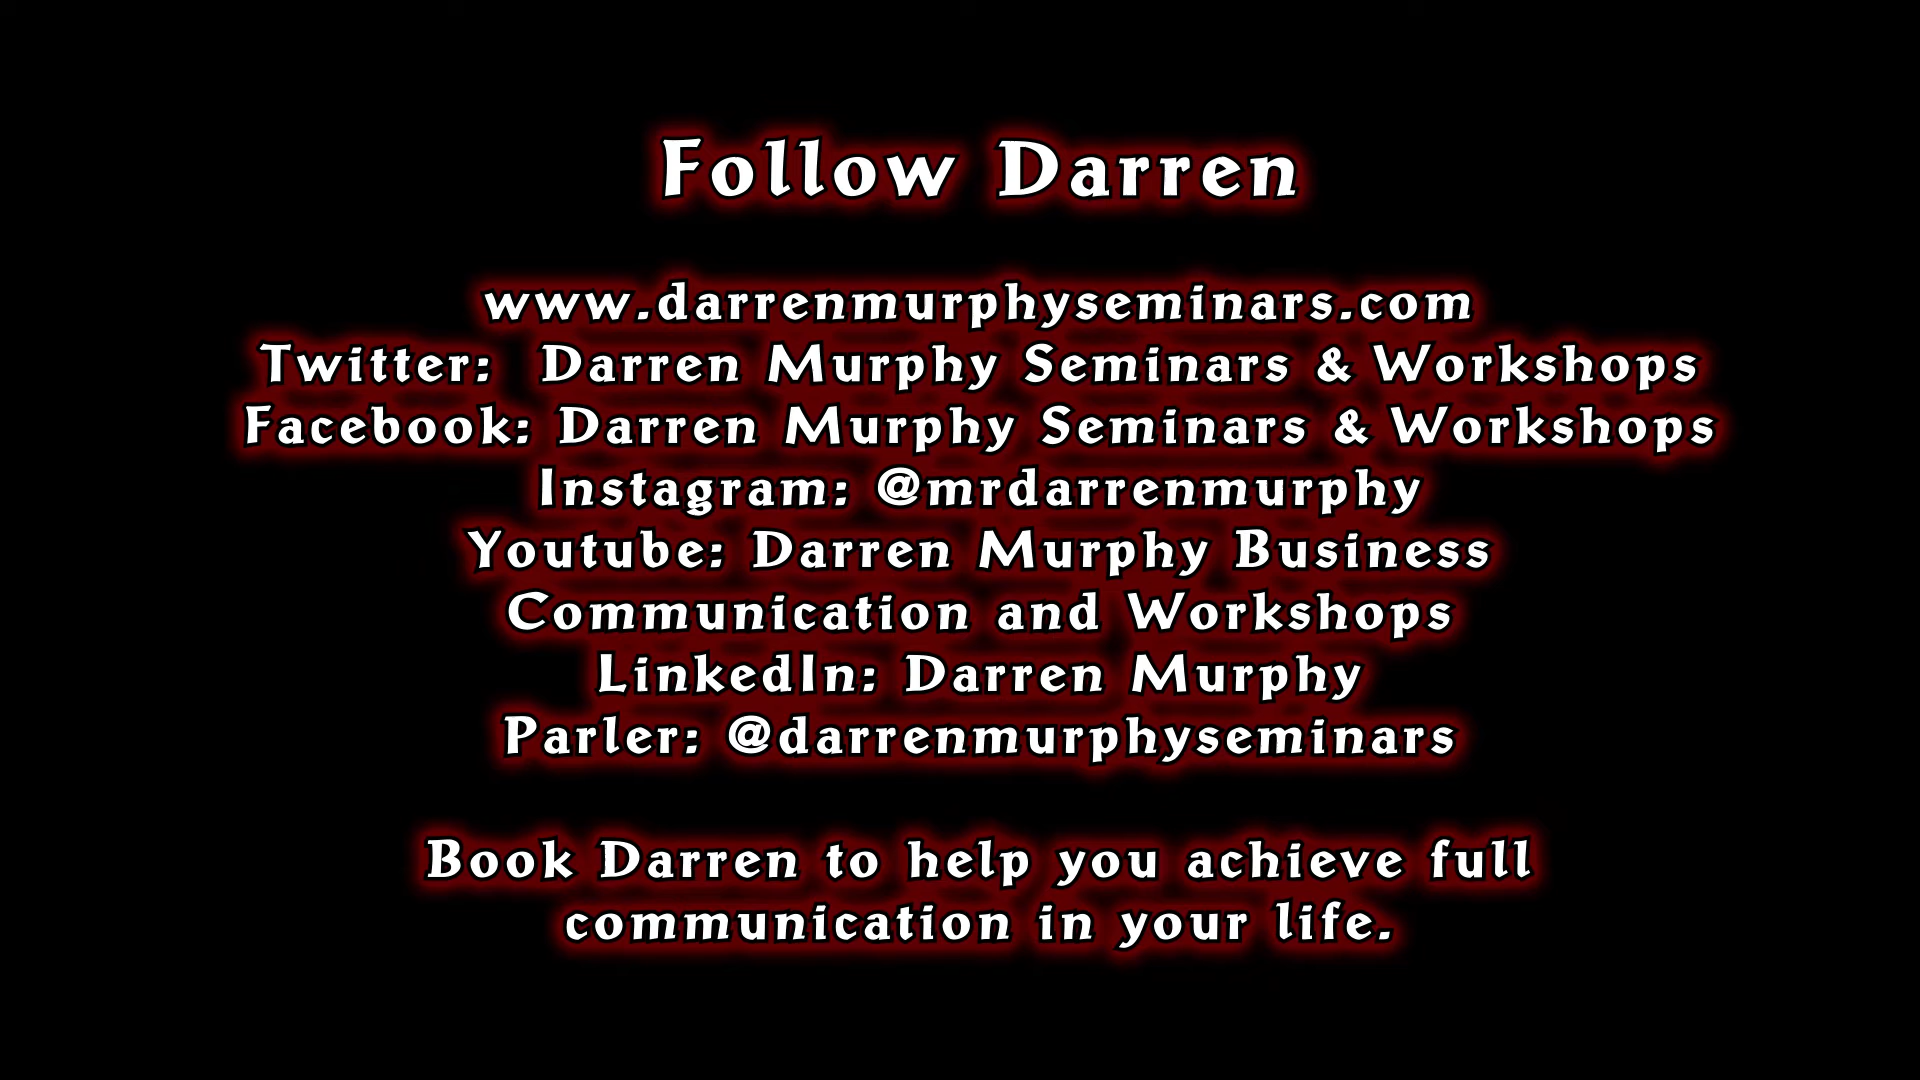 Follow Darren
www.darrenmurphyseminars.com
Twitter: Darren Murphy Seminars & Workshops
Facebook: Darren Murphy Seminars & Workshops
Instagram: @mrdarrenmurphy
Youtube: Darren Murphy Business
Communication and Workshops
LinkedIn: Darren Murphy
Parler: @darrenmurphyseminars
Book Darren to help you achieve full
communication in your life.